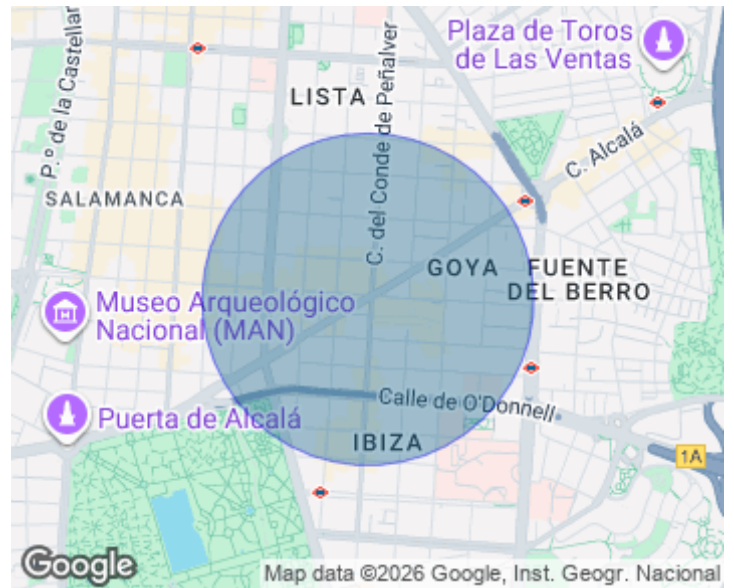 Plaza de Toros
de Las Ventas
P.º de la Castellan
LISTA
C. del Conde de Peñalver
C. Alcalá
SALAMANCA
GOYA
FUENTE
DEL BERRO
Museo Arqueológico
Nacional (MAN)
Puerta de Alcalá
Calle de O'Donnell
IBIZA
1A
Google
Map data ©2026 Google, Inst. Geogr. Nacional